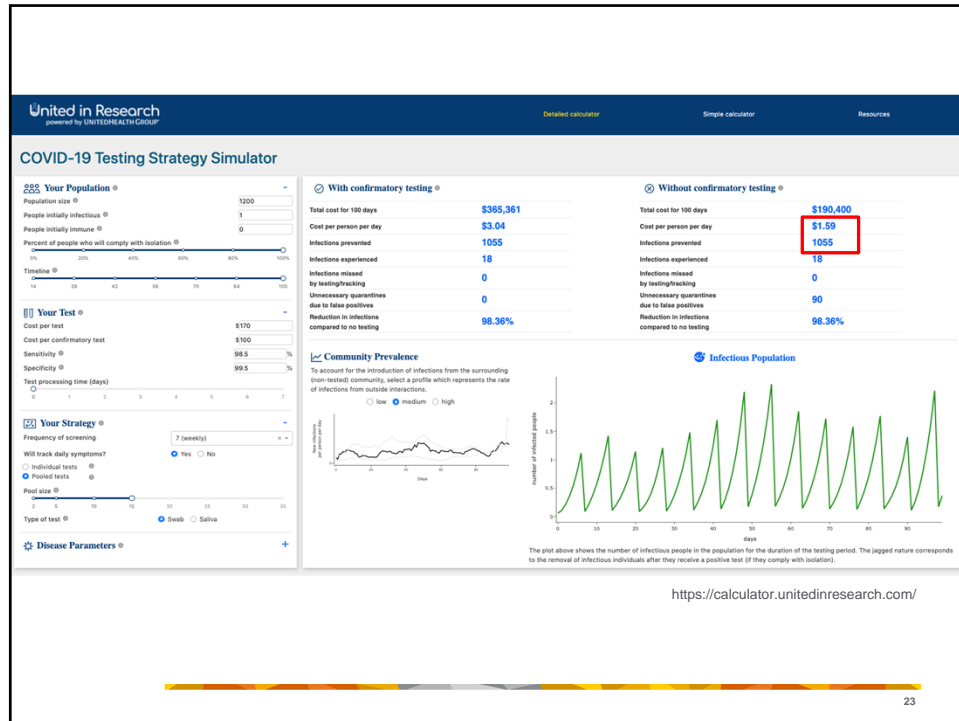 United in Research
powered by UNITEDHEALTH GROUP
Detailed calculator
Simple calculator
Resources
COVID-19 Testing Strategy Simulator
Your Population
-
Population size
1200
People initially infectious
1
People initially immune
0
Percent of people who will comply with isolation
0% 20% 40% 60% 80% 100%
Timeline
14 28 42 56 70 84 100
Your Test
-
Cost per test
$170
Cost per confirmatory test
$100
Sensitivity
98.5 %
Specificity
99.5 %
Test processing time (days)
0 1 2 3 4 5 6 7
Your Strategy
-
Frequency of screening
7 (weekly) ×
Will track daily symptoms?
Yes No
Individual tests
Pooled tests
Pool size
2 5 10 15 20 25 30 35
Type of test
Swab Saliva
Disease Parameters
+
With confirmatory testing
Total cost for 100 days $365,361
Cost per person per day $3.04
Infections prevented 1055
Infections experienced 18
Infections missed
by testing/tracking 0
Unnecessary quarantines
due to false positives 0
Reduction in infections
compared to no testing 98.36%
Without confirmatory testing
Total cost for 100 days $190,400
Cost per person per day $1.59
Infections prevented 1055
Infections experienced 18
Infections missed
by testing/tracking 0
Unnecessary quarantines
due to false positives 90
Reduction in infections
compared to no testing 98.36%
Community Prevalence
To account for the introduction of infections from the surrounding
(non-tested) community, select a profile which represents the rate
of infections from outside interactions.
low medium high
New infections
per person per day
0
0 20 40 60 80
Days
Infectious Population
number of infected people
2
1.5
1
0.5
0
0 10 20 30 40 50 60 70 80 90
days
The plot above shows the number of infectious people in the population for the duration of the testing period. The jagged nature corresponds
to the removal of infectious individuals after they receive a positive test (if they comply with isolation).
https://calculator.unitedinresearch.com/
23